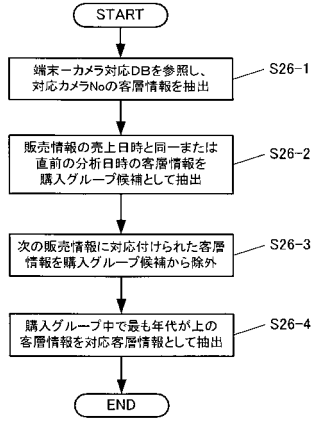 START
端末－カメラ対応DBを参照し、
対応カメラNoの客層情報を抽出
S26-1
販売情報の売上日時と同一または
直前の分析日時の客層情報を
購入グループ候補として抽出
S26-2
次の販売情報に対応付けられた客層
情報を購入グループ候補から除外
S26-3
購入グループ中で最も年代が上の
客層情報を対応客層情報として抽出
S26-4
END